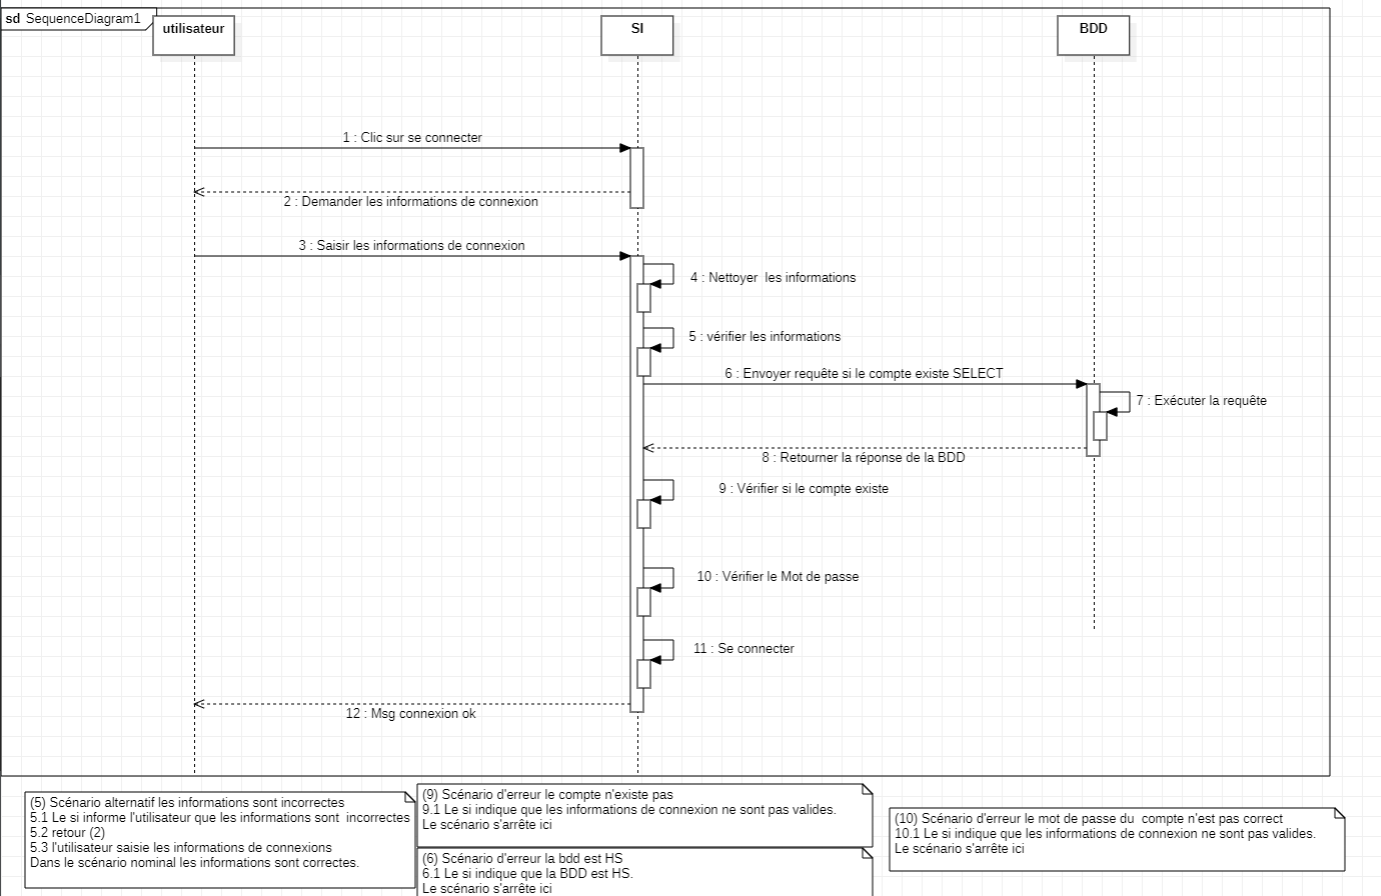 sd SequenceDiagram1
utilisateur
SI
BDD
1 : Clic sur se connecter
2 : Demander les informations de connexion
3 : Saisir les informations de connexion
4 : Nettoyer  les informations
5 : vérifier les informations
6 : Envoyer requête si le compte existe SELECT
7 : Exécuter la requête
8 : Retourner la réponse de la BDD
9 : Vérifier si le compte existe
10 : Vérifier le Mot de passe
11 : Se connecter
12 : Msg connexion ok
(5) Scénario alternatif les informations sont incorrectes
5.1 Le si informe l'utilisateur que les informations sont  incorrectes
5.2 retour (2)
5.3 l'utilisateur saisie les informations de connexions
Dans le scénario nominal les informations sont correctes.
(9) Scénario d'erreur le compte n'existe pas
9.1 Le si indique que les informations de connexion ne sont pas valides.
Le scénario s'arrête ici
(6) Scénario d'erreur la bdd est HS
6.1 Le si indique que la BDD est HS.
Le scénario s'arrête ici
(10) Scénario d'erreur le mot de passe du  compte n'est pas correct
10.1 Le si indique que les informations de connexion ne sont pas valides.
Le scénario s'arrête ici